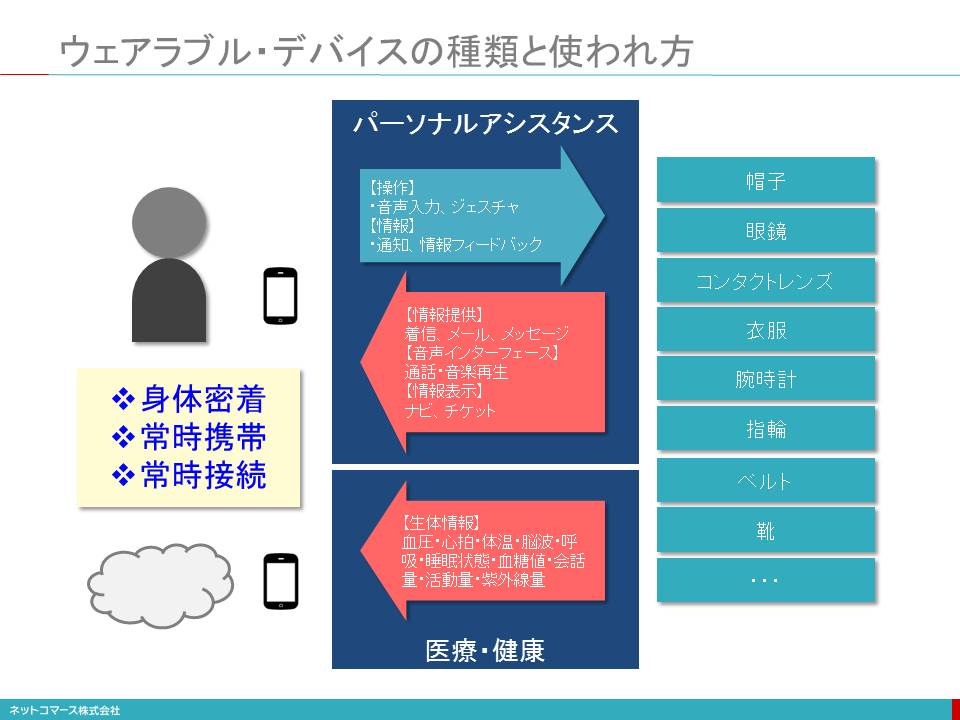 ウェアラブル・デバイスの種類と使われ方
パーソナルアシスタンス
【操作】
・音声入力、ジェスチャ
【情報】
・通知、情報フィードバック
【情報提供】
着信、メール、メッセージ
【音声インターフェース】
通話・音楽再生
【情報表示】
ナビ、チケット
❖身体密着
❖常時携帯
❖常時接続
【生体情報】
血圧・心拍・体温・脳波・呼
吸・睡眠状態・血糖値・会話
量・活動量・紫外線量
医療・健康
帽子
眼鏡
コンタクトレンズ
衣服
腕時計
指輪
ベルト
靴
・・・
ネットコマース株式会社